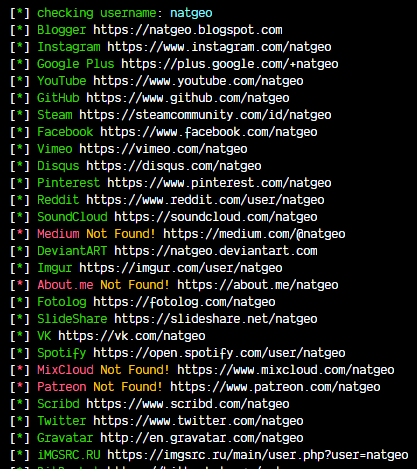 [*] checking username: natgeo
[*] Blogger https://natgeo.blogspot.com
[*] Instagram https://www.instagram.com/natgeo
[*] Google Plus https://plus.google.com/+natgeo
[*] YouTube https://www.youtube.com/natgeo
[*] GitHub https://www.github.com/natgeo
[*] Steam https://steamcommunity.com/id/natgeo
[*] Facebook https://www.facebook.com/natgeo
[*] Vimeo https://vimeo.com/natgeo
[*] Disqus https://disqus.com/natgeo
[*] Pinterest https://www.pinterest.com/natgeo
[*] Reddit https://www.reddit.com/user/natgeo
[*] SoundCloud https://soundcloud.com/natgeo
[*] Medium Not Found! https://medium.com/@natgeo
[*] DeviantART https://natgeo.deviantart.com
[*] Imgur https://imgur.com/user/natgeo
[*] About.me Not Found! https://about.me/natgeo
[*] Fotolog https://fotolog.com/natgeo
[*] SlideShare https://slideshare.net/natgeo
[*] VK https://vk.com/natgeo
[*] Spotify https://open.spotify.com/user/natgeo
[*] MixCloud Not Found! https://www.mixcloud.com/natgeo
[*] Patreon Not Found! https://www.patreon.com/natgeo
[*] Scribd https://www.scribd.com/natgeo
[*] Twitter https://www.twitter.com/natgeo
[*] Gravatar http://en.gravatar.com/natgeo
[*] iMGSRC.RU https://imgsrc.ru/main/user.php?user=natgeo